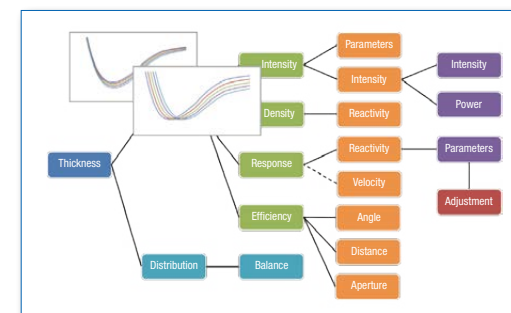 Parameters
Intensity
Intensity
Intensity
Power
Density
Reactivity
Thickness
Response
Reactivity
Parameters
Velocity
Adjustment
Efficiency
Angle
Distance
Distribution
Balance
Aperture